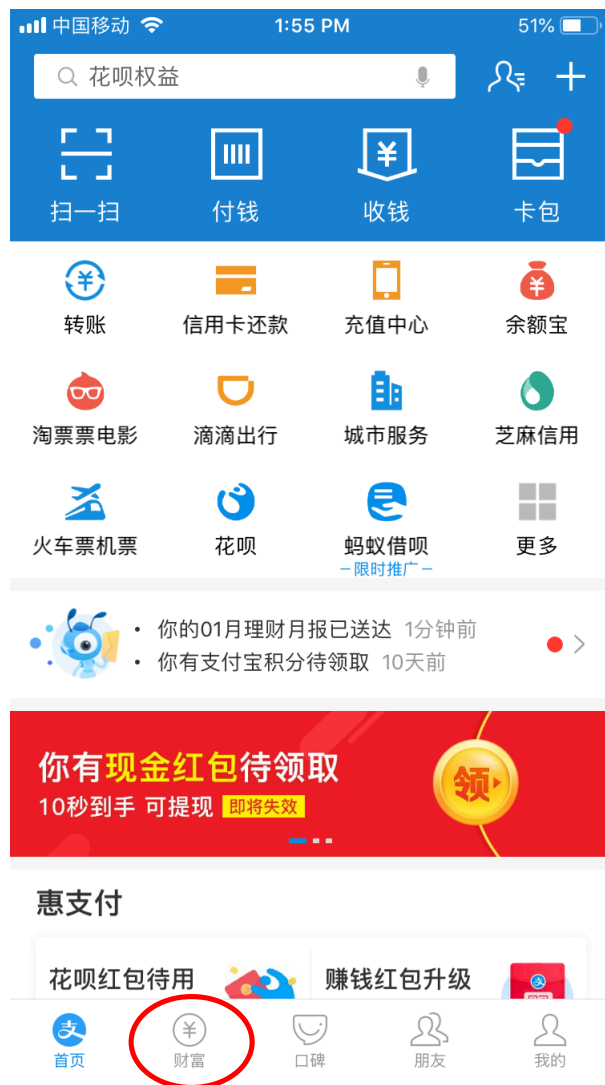 中国移动 1:55 PM 51%
花呗权益
扫一扫 付钱 收钱 卡包
转账 信用卡还款 充值中心 余额宝
淘票票电影 滴滴出行 城市服务 芝麻信用
火车票机票 花呗 蚂蚁借呗 更多
限时推广
你的01月理财月报已送达 1分钟前
你有支付宝积分待领取 10天前
你有现金红包待领取
10秒到手 可提现 即将失效
领
惠支付
花呗红包待用 赚钱红包升级
支
首页 财富 口碑 朋友 我的